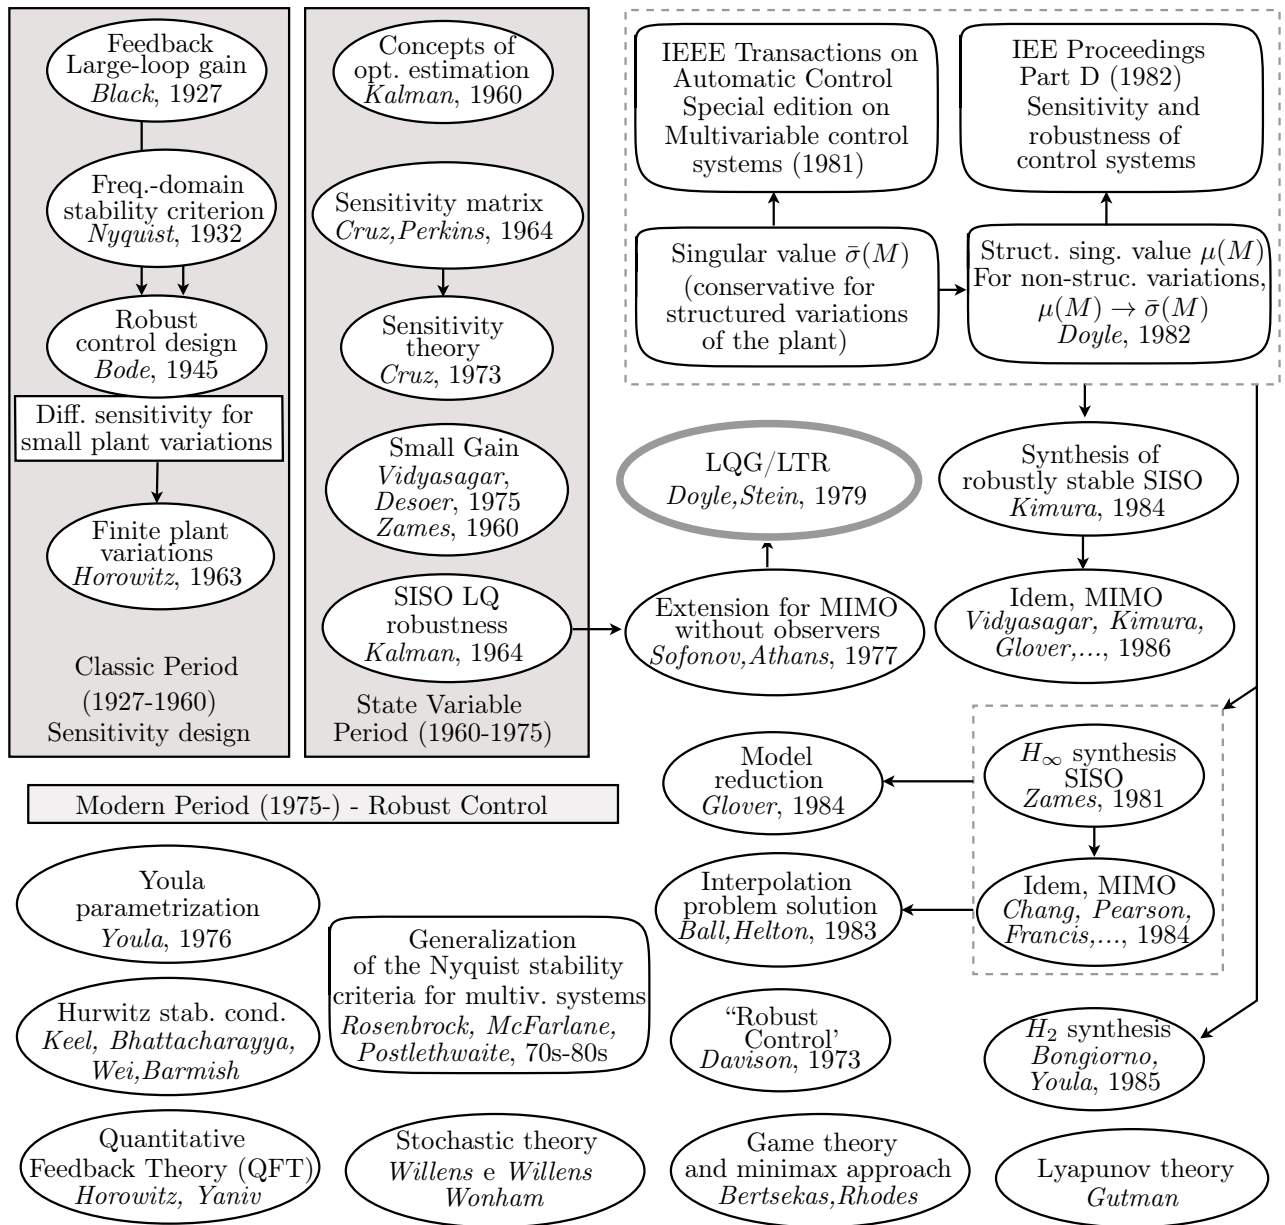 Feedback
Large-loop gain
Black, 1927
Freq.-domain
stability criterion
Nyquist, 1932
Robust
control design
Bode, 1945
Diff. sensitivity for
small plant variations
Finite plant
variations
Horowitz, 1963
Classic Period
(1927-1960)
Sensitivity design
Concepts of
opt. estimation
Kalman, 1960
Sensitivity matrix
Cruz,Perkins, 1964
Sensitivity
theory
Cruz, 1973
Small Gain
Vidyasagar,
Desoer, 1975
Zames, 1960
SISO LQ
robustness
Kalman, 1964
State Variable
Period (1960-1975)
IEEE Transactions on
Automatic Control
Special edition on
Multivariable control
systems (1981)
IEE Proceedings
Part D (1982)
Sensitivity and
robustness of
control systems
Singular value σ̄(M)
(conservative for
structured variations
of the plant)
Struct. sing. value μ(M)
For non-struc. variations,
μ(M) → σ̄(M)
Doyle, 1982
LQG/LTR
Doyle,Stein, 1979
Synthesis of
robustly stable SISO
Kimura, 1984
Extension for MIMO
without observers
Sofonov,Athans, 1977
Idem, MIMO
Vidyasagar, Kimura,
Glover,..., 1986
Model
reduction
Glover, 1984
H∞ synthesis
SISO
Zames, 1981
Modern Period (1975-) - Robust Control
Youla
parametrization
Youla, 1976
Generalization
of the Nyquist stability
criteria for multiv. systems
Rosenbrock, McFarlane,
Postlethwaite, 70s-80s
Interpolation
problem solution
Ball,Helton, 1983
Idem, MIMO
Chang, Pearson,
Francis,..., 1984
Hurwitz stab. cond.
Keel, Bhattacharayya,
Wei,Barmish
“Robust
Control’
Davison, 1973
H2 synthesis
Bongiorno,
Youla, 1985
Quantitative
Feedback Theory (QFT)
Horowitz, Yaniv
Stochastic theory
Willens e Willens
Wonham
Game theory
and minimax approach
Bertsekas,Rhodes
Lyapunov theory
Gutman